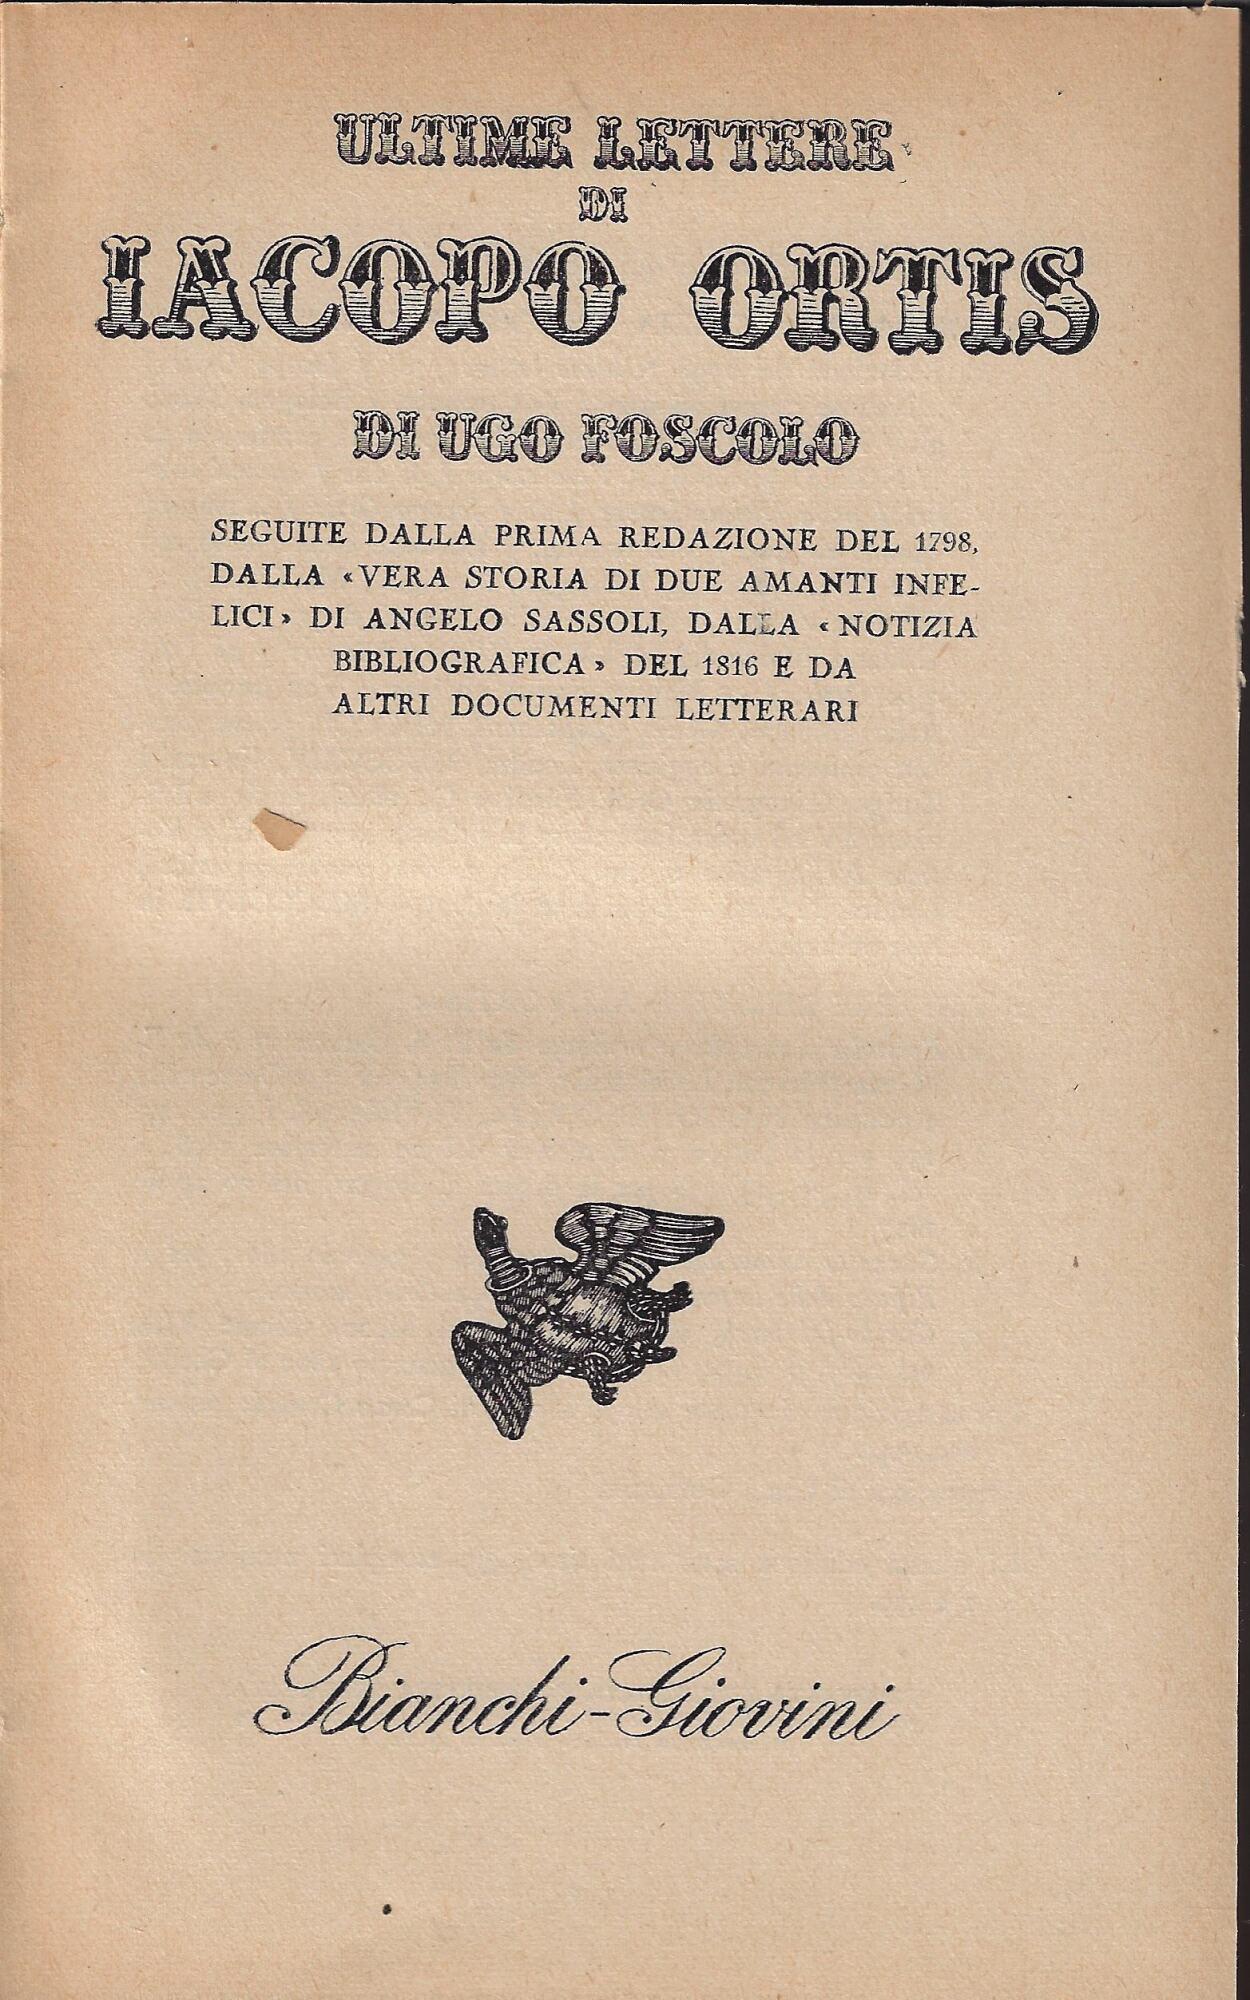 ULTIME LETTERE
DI
IACOPO ORTIS
DI UGO FOSCOLO
SEGUITE DALLA PRIMA REDAZIONE DEL 1798,
DALLA «VERA STORIA DI DUE AMANTI INFE-
LICI» DI ANGELO SASSOLI, DALLA «NOTIZIA
BIBLIOGRAFICA» DEL 1816 E DA
ALTRI DOCUMENTI LETTERARI
Bianchi-Giovini